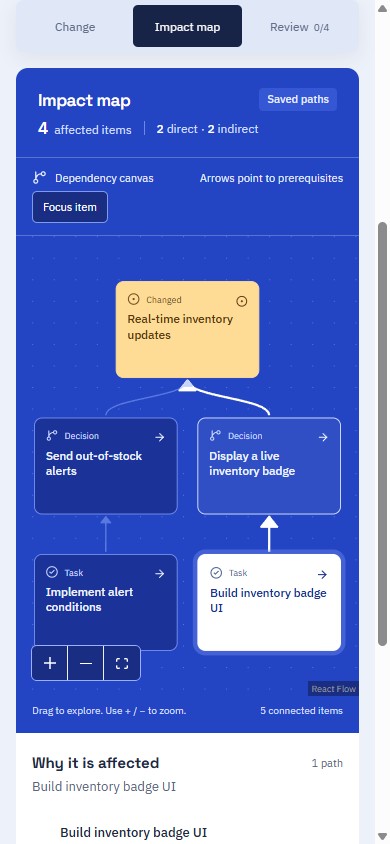 Change
Impact map
Review 0/4
Impact map
Saved paths
4 affected items
2 direct · 2 indirect
Dependency canvas
Arrows point to prerequisites
Focus item
Changed
Real-time inventory
updates
Decision
Send out-of-stock
alerts
Decision
Display a live
inventory badge
Task
Implement alert
conditions
Task
Build inventory badge
UI
React Flow
Drag to explore. Use + / − to zoom.
5 connected items
Why it is affected
1 path
Build inventory badge UI
Build inventory badge UI